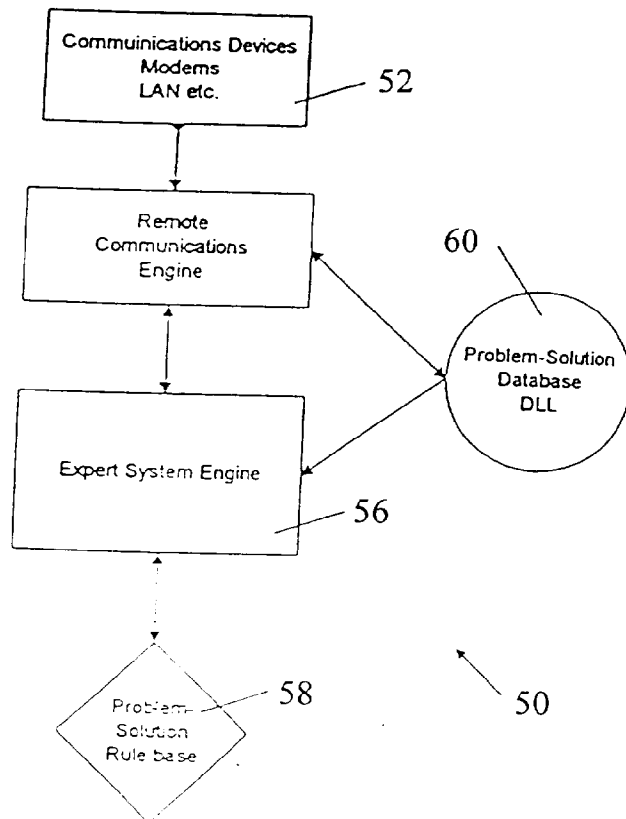 Commuinications Devices
Modems
LAN etc.
52
Remote
Communications
Engine
60
Problem-Solution
Database
DLL
Expert System Engine
56
58
Problem-
Solution
Rule base
50